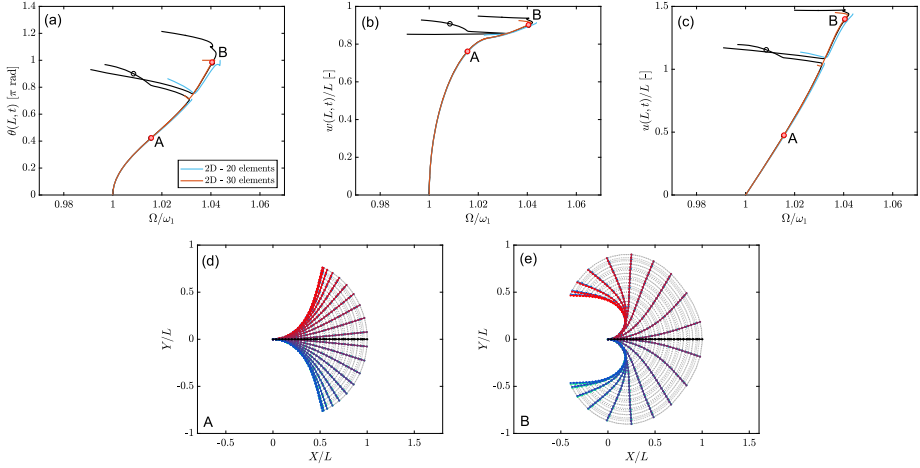 (a)
θ(L, t) [π rad]
1.4
1.2
1
0.8
0.6
0.4
0.2
0
B
A
2D - 20 elements
2D - 30 elements
0.98
1
1.02
1.04
1.06
Ω/ω₁
(b)
w(L, t)/L [-]
1
0.8
0.6
0.4
0.2
0
B
A
0.98
1
1.02
1.04
1.06
Ω/ω₁
(c)
u(L, t)/L [-]
1.5
1
0.5
0
B
A
0.98
1
1.02
1.04
1.06
Ω/ω₁
(d)
Y/L
1
0.5
0
-0.5
-1
A
-0.5
0
0.5
1
1.5
X/L
(e)
Y/L
1
0.5
0
-0.5
-1
B
-0.5
0
0.5
1
1.5
X/L